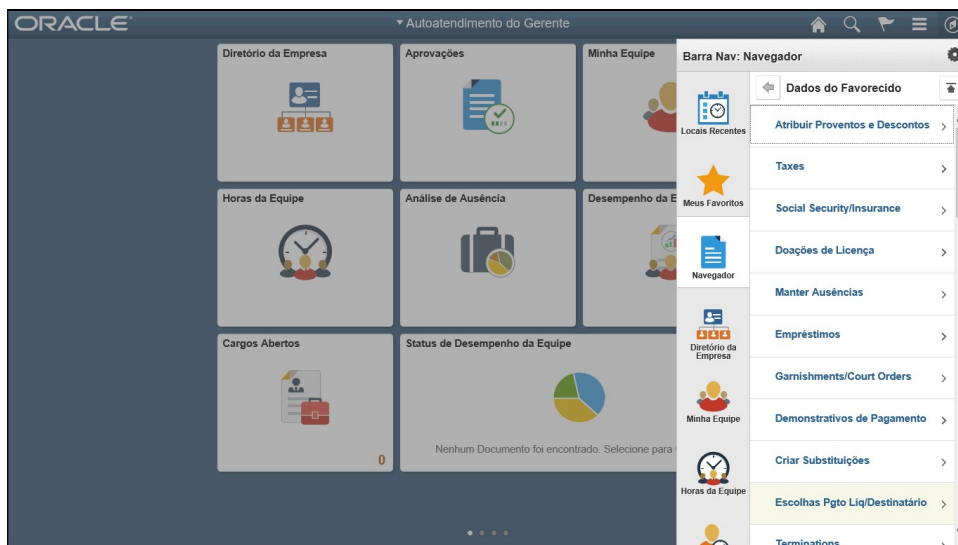 ORACLE
Autoatendimento do Gerente
Diretório da Empresa
Aprovações
Minha Equipe
Horas da Equipe
Análise de Ausência
Desempenho da E
Cargos Abertos
0
Status de Desempenho da Equipe
Nenhum Documento foi encontrado. Selecione para
Barra Nav: Navegador
Locais Recentes
Meus Favoritos
Navegador
Diretório da
Empresa
Minha Equipe
Horas da Equipe
Dados do Favorecido
Atribuir Proventos e Descontos
Taxes
Social Security/Insurance
Doações de Licença
Manter Ausências
Empréstimos
Garnishments/Court Orders
Demonstrativos de Pagamento
Criar Substituições
Escolhas Pgto Líq/Destinatário
Terminations